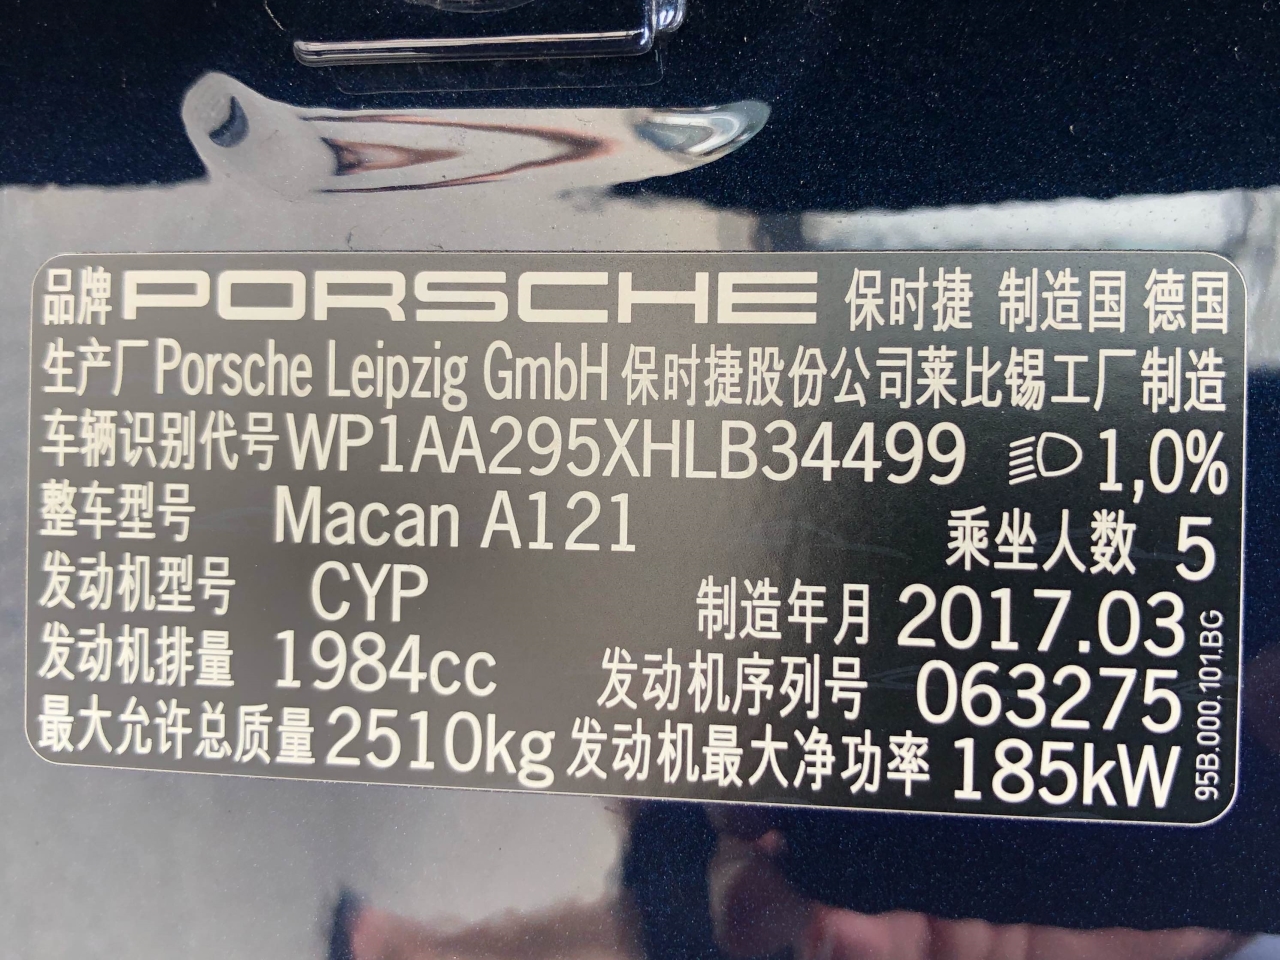 品牌 PORSCHE 保时捷 制造国 德国
生产厂 Porsche Leipzig GmbH 保时捷股份公司莱比锡工厂 制造
车辆识别代号 WP1AA295XHLB34499 1,0%
整车型号 Macan A121 乘坐人数 5
发动机型号 CYP 制造年月 2017.03
发动机排量 1984cc 发动机序列号 063275
最大允许总质量 2510kg 发动机最大净功率 185kW
95B.000.101.BG